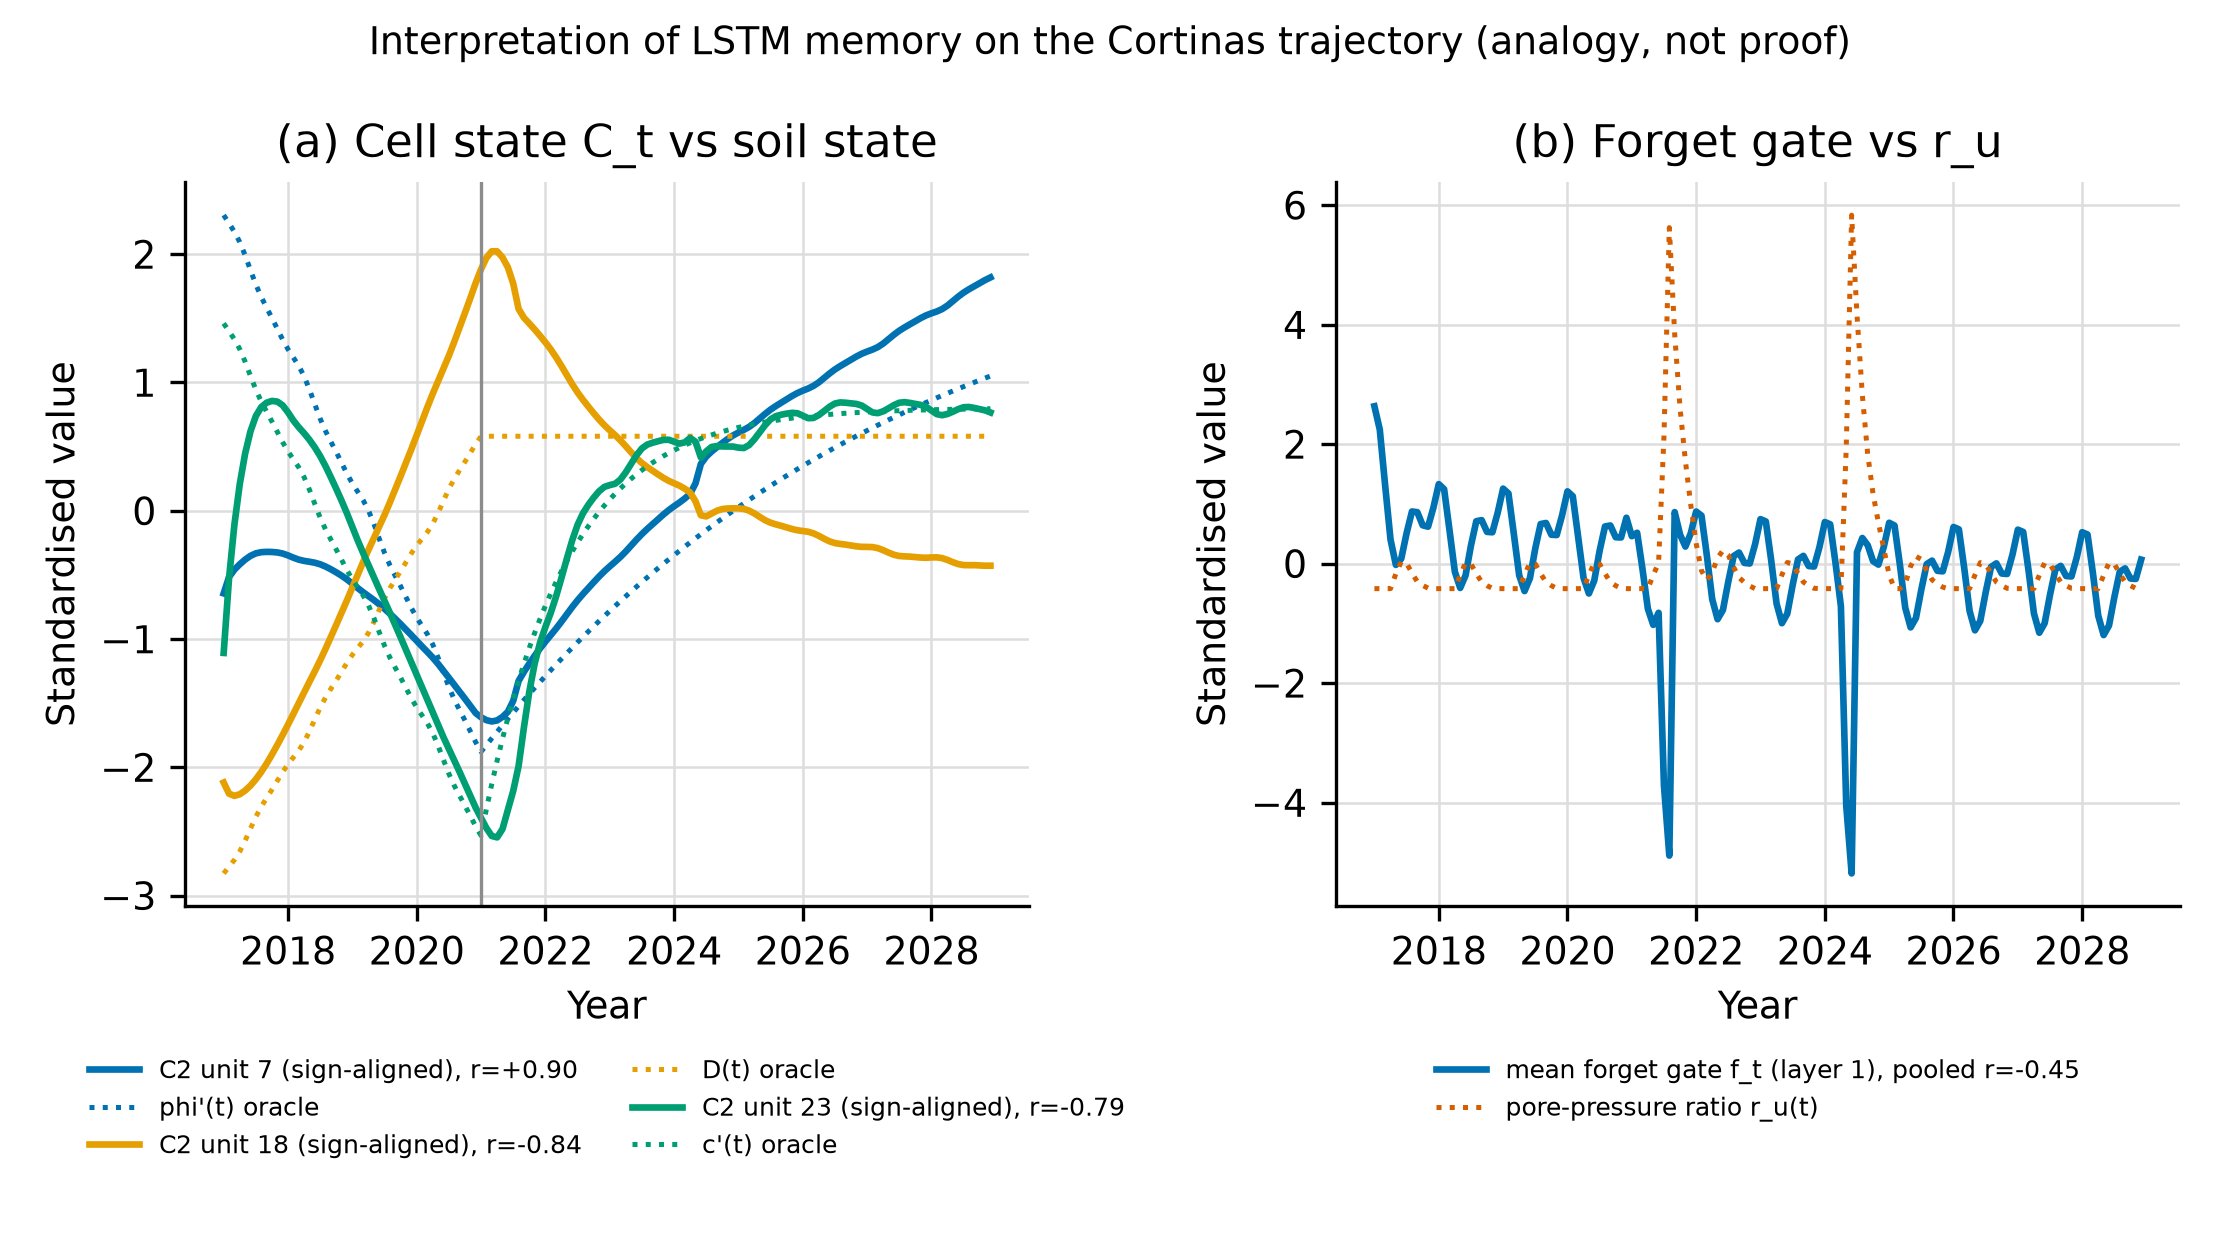 Interpretation of LSTM memory on the Cortinas trajectory (analogy, not proof)
(a) Cell state C_t vs soil state
Standardised value
2
1
0
−1
−2
−3
2018 2020 2022 2024 2026 2028
Year
C2 unit 7 (sign-aligned), r=+0.90
phi'(t) oracle
C2 unit 18 (sign-aligned), r=-0.84
D(t) oracle
C2 unit 23 (sign-aligned), r=-0.79
c'(t) oracle
(b) Forget gate vs r_u
Standardised value
6
4
2
0
−2
−4
2018 2020 2022 2024 2026 2028
Year
mean forget gate f_t (layer 1), pooled r=-0.45
pore-pressure ratio r_u(t)